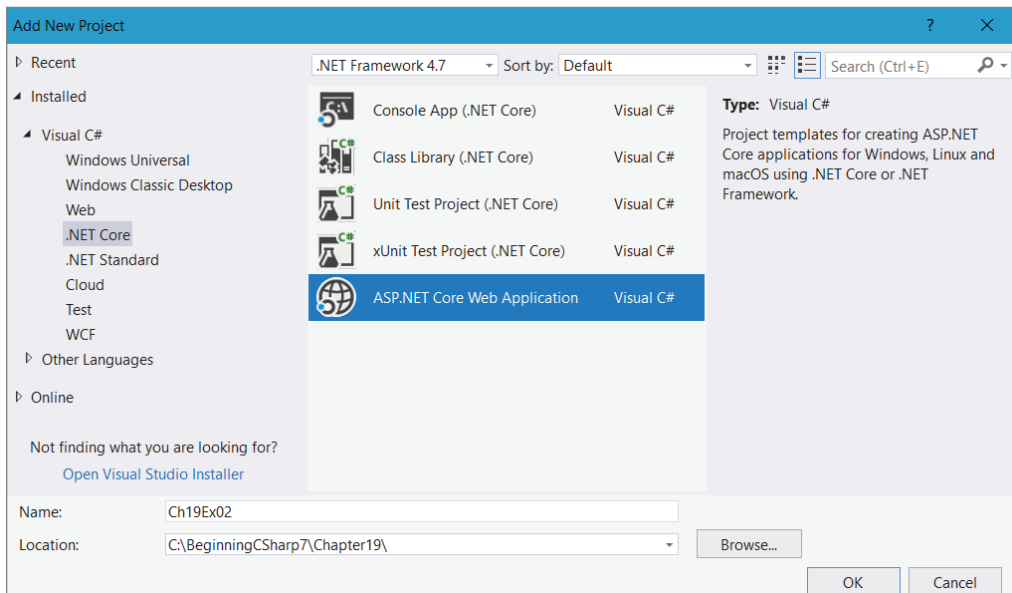 Add New Project
?
Recent
.NET Framework 4.7
Sort by:
Default
Search (Ctrl+E)
Installed
Visual C#
Windows Universal
Windows Classic Desktop
Web
.NET Core
.NET Standard
Cloud
Test
WCF
Other Languages
Online
Not finding what you are looking for?
Open Visual Studio Installer
C:\
Console App (.NET Core)
Visual C#
C#
Class Library (.NET Core)
Visual C#
C#
Unit Test Project (.NET Core)
Visual C#
C#
xUnit Test Project (.NET Core)
Visual C#
ASP.NET Core Web Application
Visual C#
Type: Visual C#
Project templates for creating ASP.NET
Core applications for Windows, Linux and
macOS using .NET Core or .NET
Framework.
Name:
Ch19Ex02
Location:
C:\BeginningCSharp7\Chapter19\
Browse...
OK
Cancel